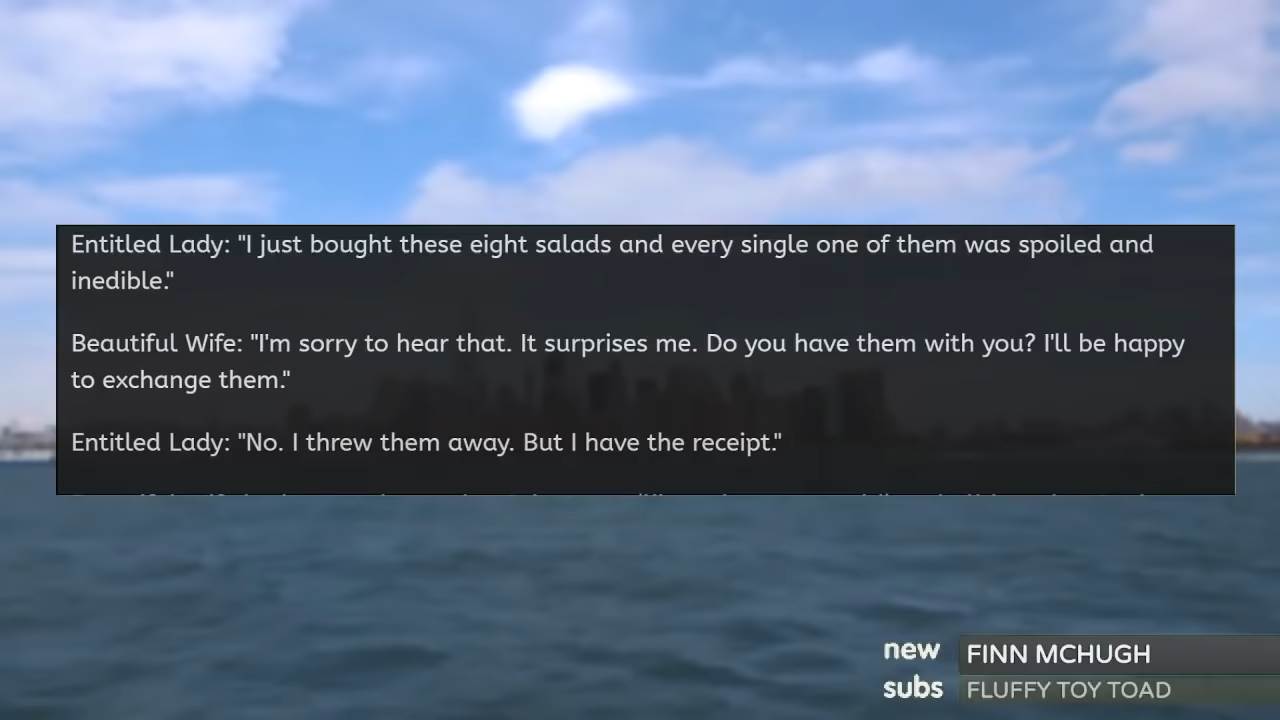 Entitled Lady: "I just bought these eight salads and every single one of them was spoiled and
inedible."
Beautiful Wife: "I'm sorry to hear that. It surprises me. Do you have them with you? I'll be happy
to exchange them."
Entitled Lady: "No. I threw them away. But I have the receipt."
new FINN MCHUGH
subs FLUFFY TOY TOAD